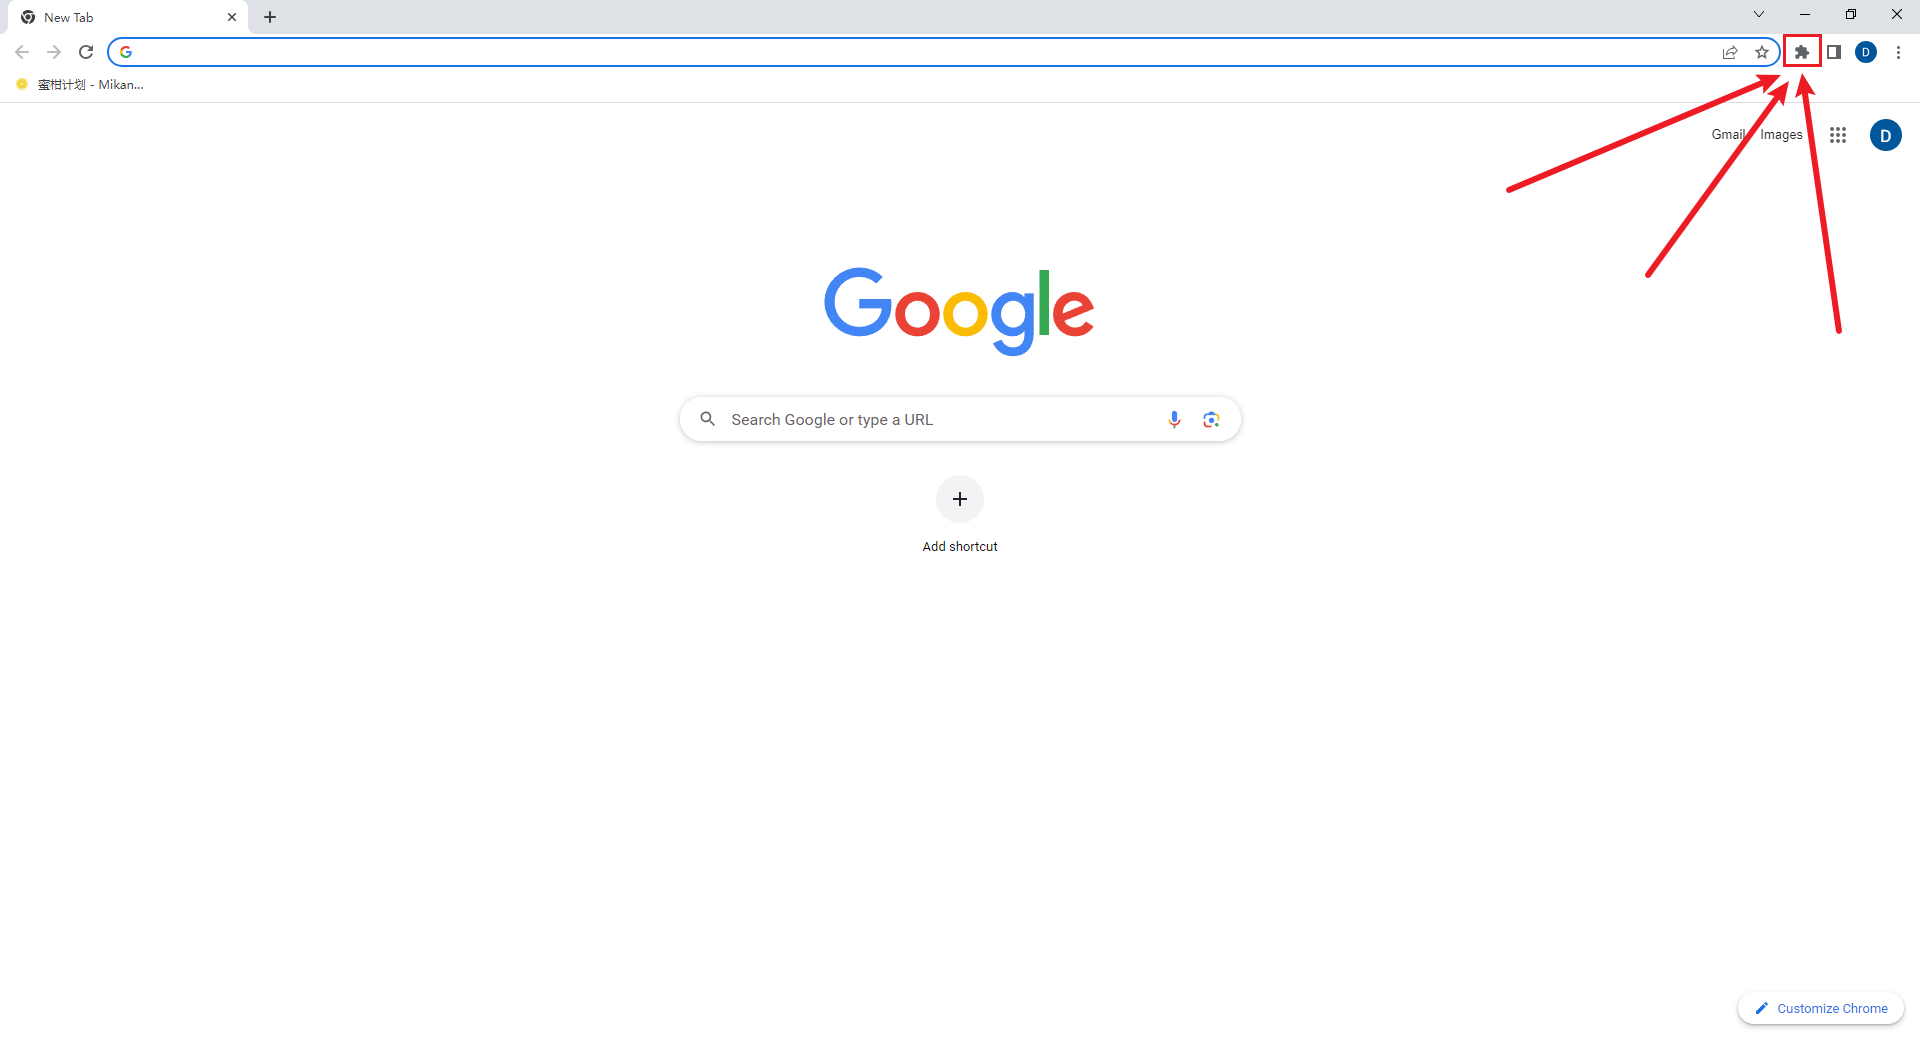 New Tab
蜜柑计划 - Mikan...
D
Gmail
Images
D
Google
Search Google or type a URL
Add shortcut
Customize Chrome